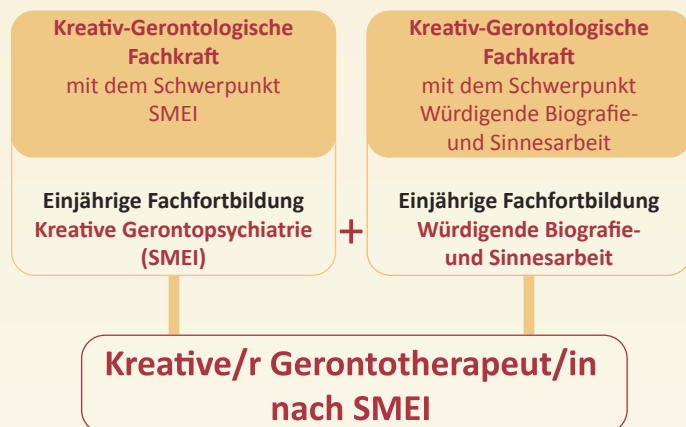 Kreativ-Gerontologische
Fachkraft
mit dem Schwerpunkt
SMEI
Einjährige Fachfortbildung
Kreative Gerontopsychiatrie
(SMEI)
+
Kreativ-Gerontologische
Fachkraft
mit dem Schwerpunkt
Würdigende Biografie-
und Sinnesarbeit
Einjährige Fachfortbildung
Würdigende Biografie-
und Sinnesarbeit
Kreative/r Gerontotherapeut/in
nach SMEI